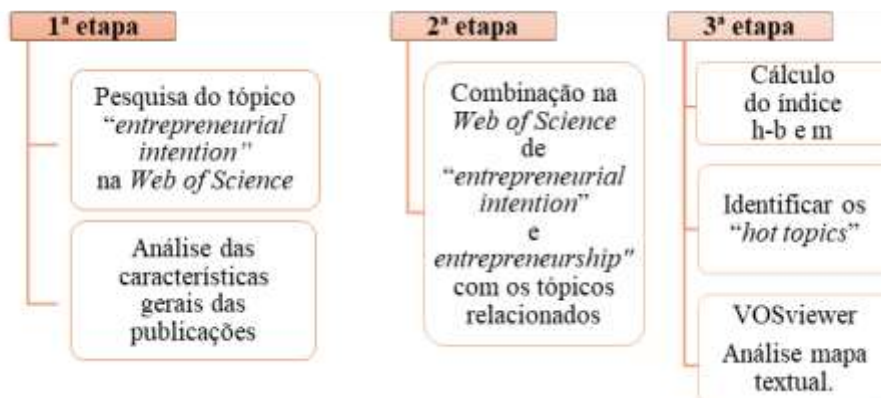 1ª etapa
Pesquisa do tópico
“entrepreneurial
intention”
na Web of Science
Análise das
características
gerais das
publicações
2ª etapa
Combinação na
Web of Science
de
“entrepreneurial
intention”
e
entrepreneurship"
com os tópicos
relacionados
3ª etapa
Cálculo
do índice
h-b e m
Identificar os
“hot topics”
VOSviewer
Análise mapa
textual.